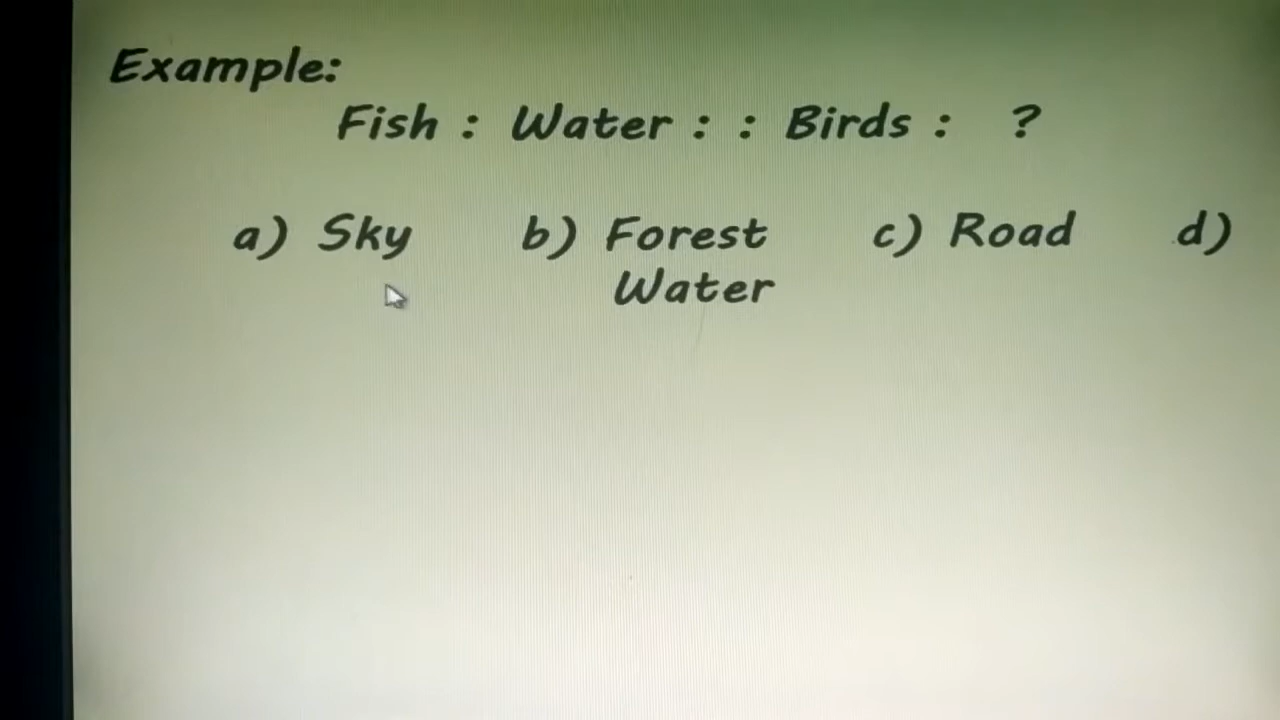 Example:
Fish : Water : : Birds : ?
a) Sky b) Forest c) Road d)
Water